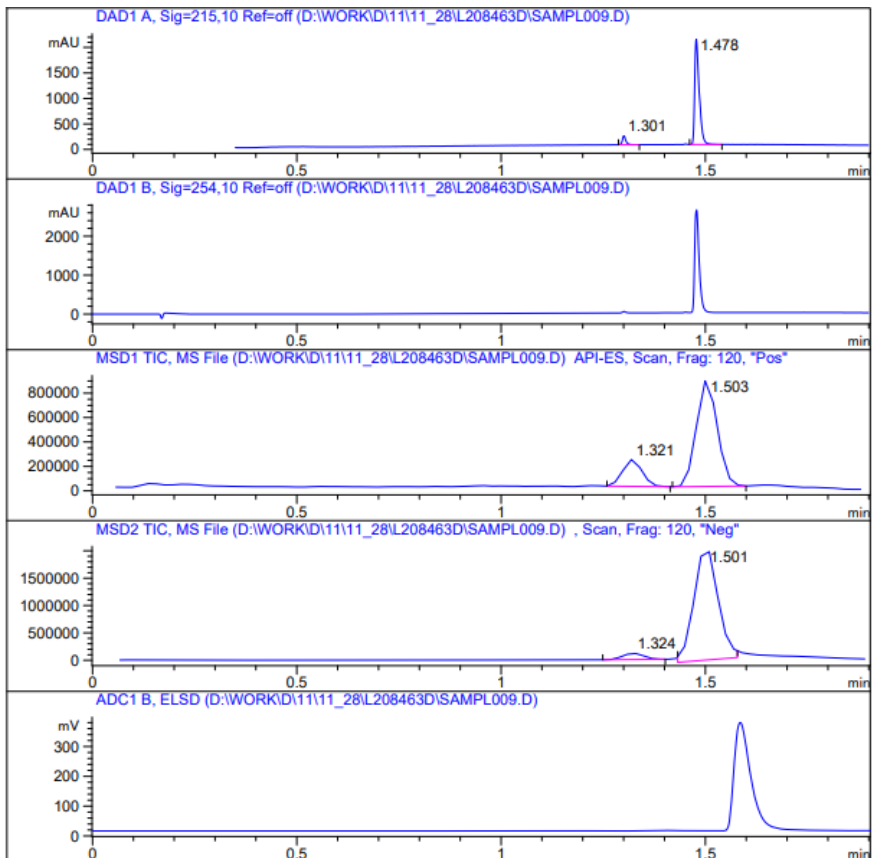 DAD1 A, Sig=215,10 Ref=off (D:\WORK\D\11\11_28\L208463D\SAMPL009.D)
mAU
1.478
1500
1000
500
1.301
0
0 0.5 1 1.5 min
DAD1 B, Sig=254,10 Ref=off (D:\WORK\D\11\11_28\L208463D\SAMPL009.D)
mAU
2000
1000
0
0 0.5 1 1.5 min
MSD1 TIC, MS File (D:\WORK\D\11\11_28\L208463D\SAMPL009.D) API-ES, Scan, Frag: 120, "Pos"
800000
1.503
600000
400000
1.321
200000
0
0 0.5 1 1.5 min
MSD2 TIC, MS File (D:\WORK\D\11\11_28\L208463D\SAMPL009.D) , Scan, Frag: 120, "Neg"
1.501
1500000
1000000
500000
1.324
0
0 0.5 1 1.5 min
ADC1 B, ELSD (D:\WORK\D\11\11_28\L208463D\SAMPL009.D)
mV
300
200
100
0
0 0.5 1 1.5 min